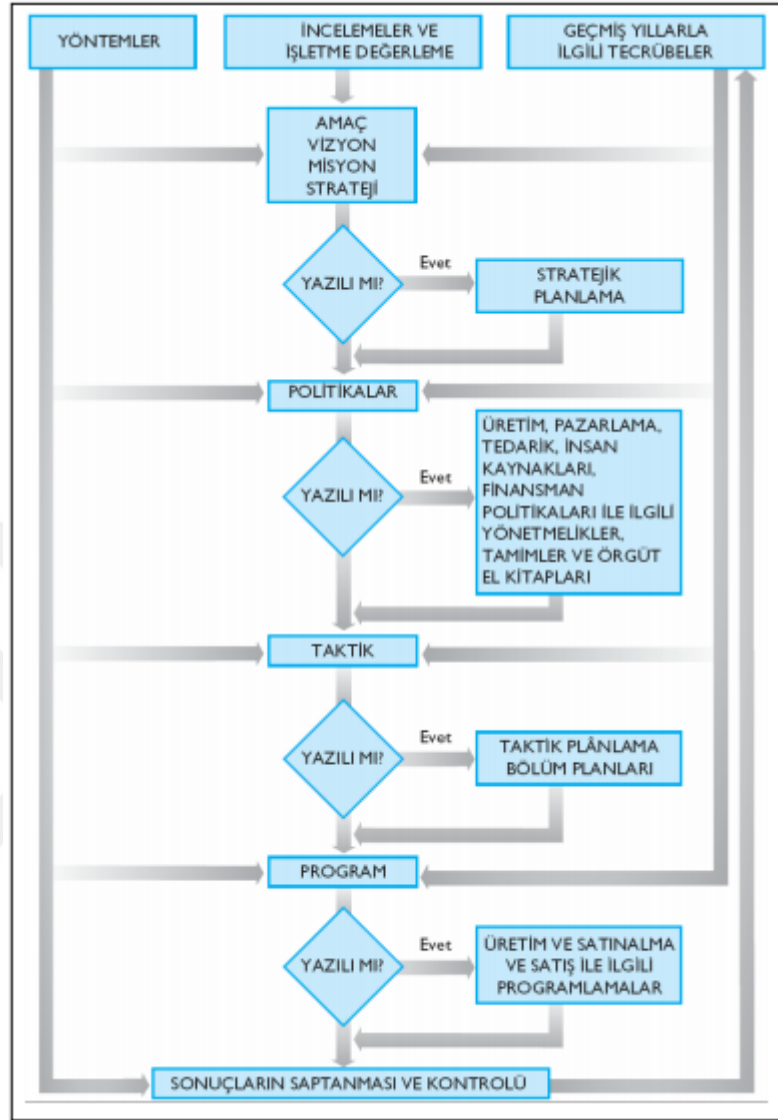 YÖNTEMLER
İNCELEMELER VE
İŞLETME DEĞERLEME
GEÇMİŞ YILLARLA
İLGİLİ TECRÜBELER
AMAÇ
VİZYON
MİSYON
STRATEJİ
YAZILI MI?
Evet
STRATEJİK
PLANLAMA
POLİTİKALAR
YAZILI MI?
Evet
ÜRETİM, PAZARLAMA,
TEDARİK, İNSAN
KAYNAKLARI,
FİNANSMAN
POLİTİKALARI İLE İLGİLİ
YÖNETMELİKLER,
TAMİMLER VE ÖRGÜT
EL KİTAPLARI
TAKTİK
YAZILI MI?
Evet
TAKTİK PLÂNLAMA
BÖLÜM PLANLARI
PROGRAM
YAZILI MI?
Evet
ÜRETİM VE SATINALMA
VE SATIŞ İLE İLGİLİ
PROGRAMLAMALAR
SONUÇLARIN SAPTANMASI VE KONTROLÜ